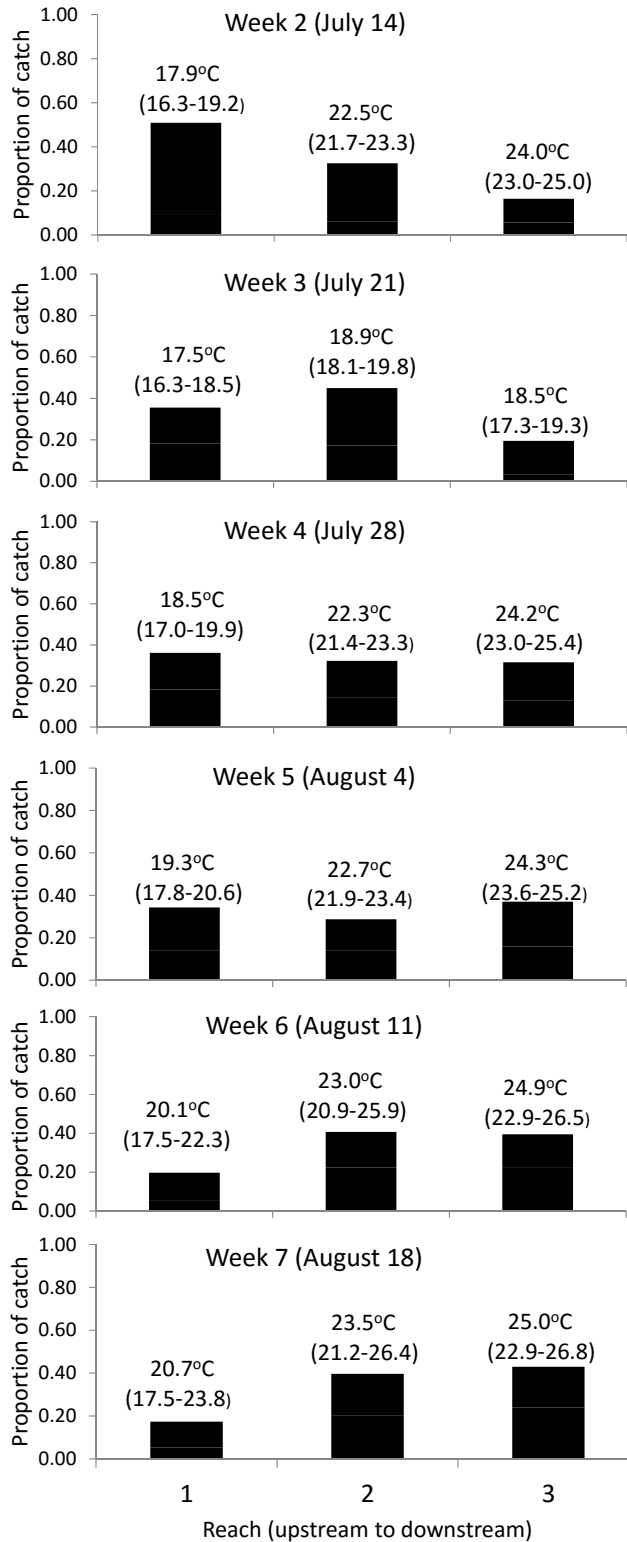 Week 2 (July 14)
Proportion of catch
1.00
0.80
0.60
0.40
0.20
0.00
17.9°C
(16.3-19.2)
22.5°C
(21.7-23.3)
24.0°C
(23.0-25.0)
Week 3 (July 21)
Proportion of catch
1.00
0.80
0.60
0.40
0.20
0.00
17.5°C
(16.3-18.5)
18.9°C
(18.1-19.8)
18.5°C
(17.3-19.3)
Week 4 (July 28)
Proportion of catch
1.00
0.80
0.60
0.40
0.20
0.00
18.5°C
(17.0-19.9)
22.3°C
(21.4-23.3)
24.2°C
(23.0-25.4)
Week 5 (August 4)
Proportion of catch
1.00
0.80
0.60
0.40
0.20
0.00
19.3°C
(17.8-20.6)
22.7°C
(21.9-23.4)
24.3°C
(23.6-25.2)
Week 6 (August 11)
Proportion of catch
1.00
0.80
0.60
0.40
0.20
0.00
20.1°C
(17.5-22.3)
23.0°C
(20.9-25.9)
24.9°C
(22.9-26.5)
Week 7 (August 18)
Proportion of catch
1.00
0.80
0.60
0.40
0.20
0.00
20.7°C
(17.5-23.8)
23.5°C
(21.2-26.4)
25.0°C
(22.9-26.8)
1 2 3
Reach (upstream to downstream)